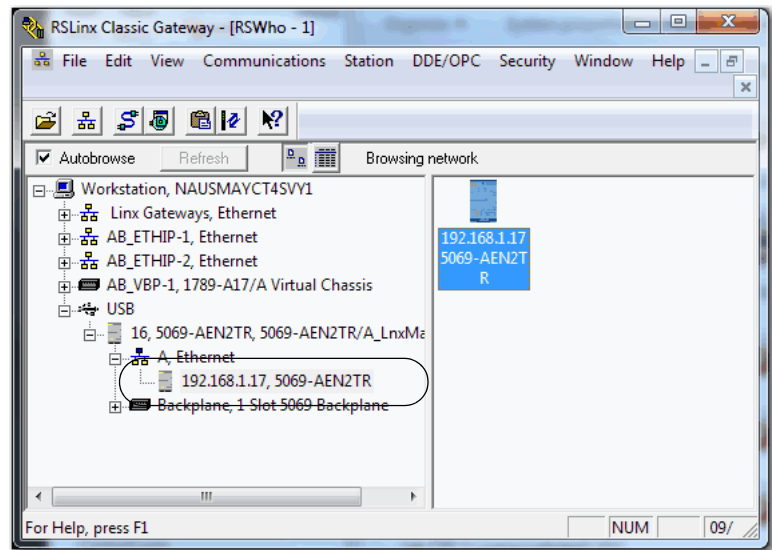 RSLinx Classic Gateway - [RSWho - 1]
File Edit View Communications Station DDE/OPC Security Window Help
Autobrowse Refresh Browsing network
Workstation, NAUSMAYCT4SVY1
Linx Gateways, Ethernet
AB_ETHIP-1, Ethernet
AB_ETHIP-2, Ethernet
AB_VBP-1, 1789-A17/A Virtual Chassis
USB
16, 5069-AEN2TR, 5069-AEN2TR/A_LnxMa
A, Ethernet
192.168.1.17, 5069-AEN2TR
Backplane, 1 Slot 5069 Backplane
192.168.1.17
5069-AEN2T
R
For Help, press F1 NUM 09/